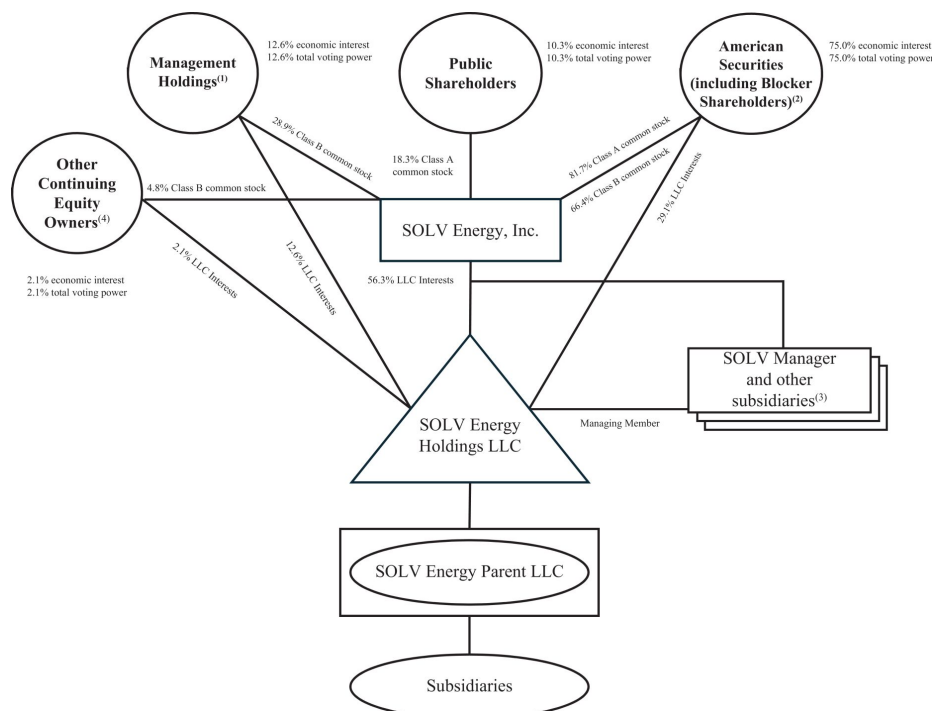 Management
Holdings(1)
12.6% economic interest
12.6% total voting power
Public
Shareholders
10.3% economic interest
10.3% total voting power
American
Securities
(including Blocker
Shareholders)(2)
75.0% economic interest
75.0% total voting power
Other
Continuing
Equity
Owners(4)
2.1% economic interest
2.1% total voting power
28.9% Class B common stock
18.3% Class A
common stock
81.7% Class A common stock
66.4% Class B common stock
4.8% Class B common stock
29.1% LLC Interests
SOLV Energy, Inc.
2.1% LLC Interests
12.6% LLC Interests
56.3% LLC Interests
SOLV Manager
and other
subsidiaries(3)
Managing Member
SOLV Energy
Holdings LLC
SOLV Energy Parent LLC
Subsidiaries